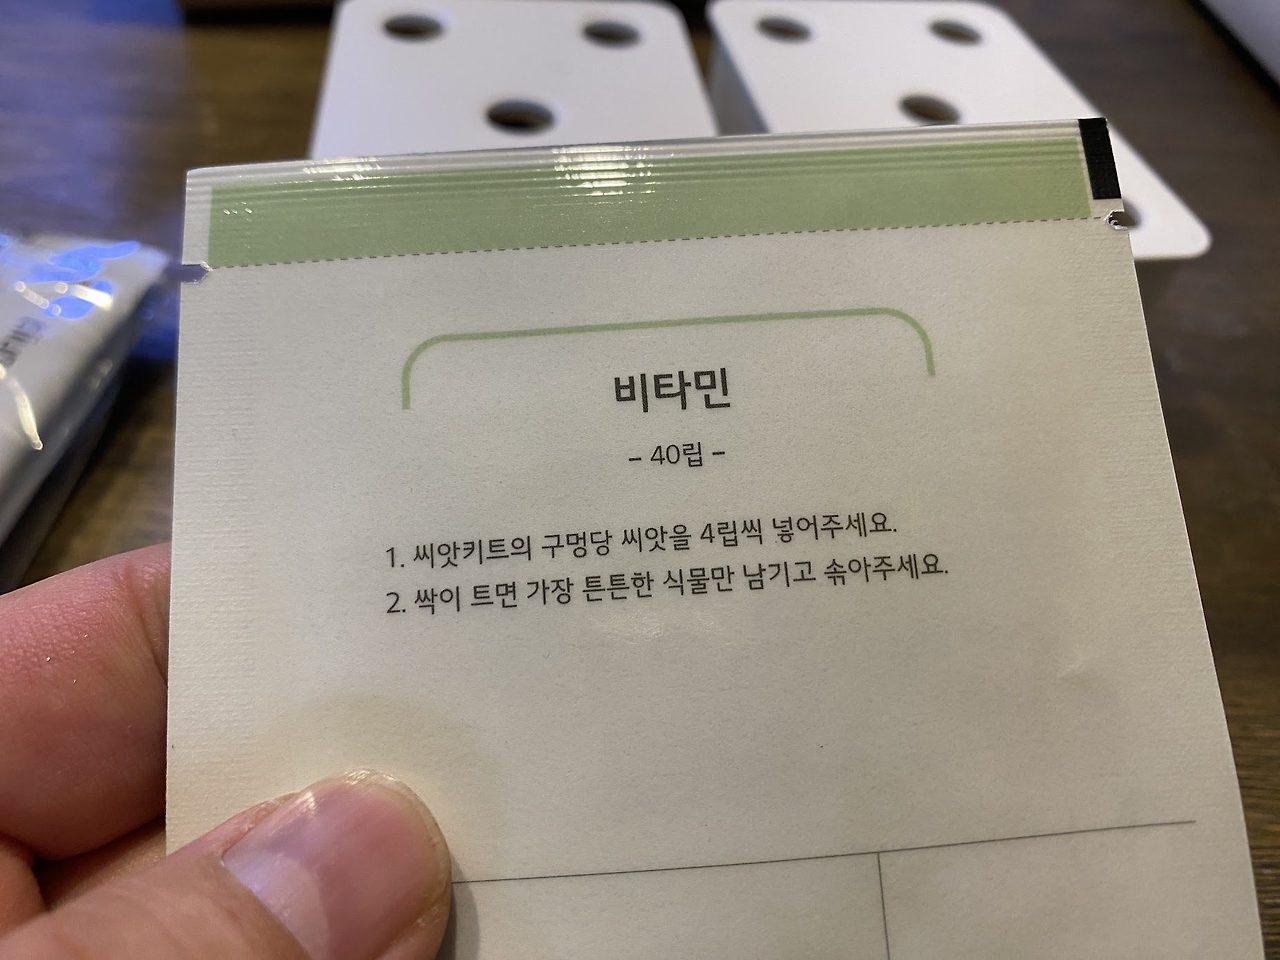 비타민
– 40립 –
1. 씨앗키트의 구멍당 씨앗을 4립씩 넣어주세요.
2. 싹이 트면 가장 튼튼한 식물만 남기고 솎아주세요.